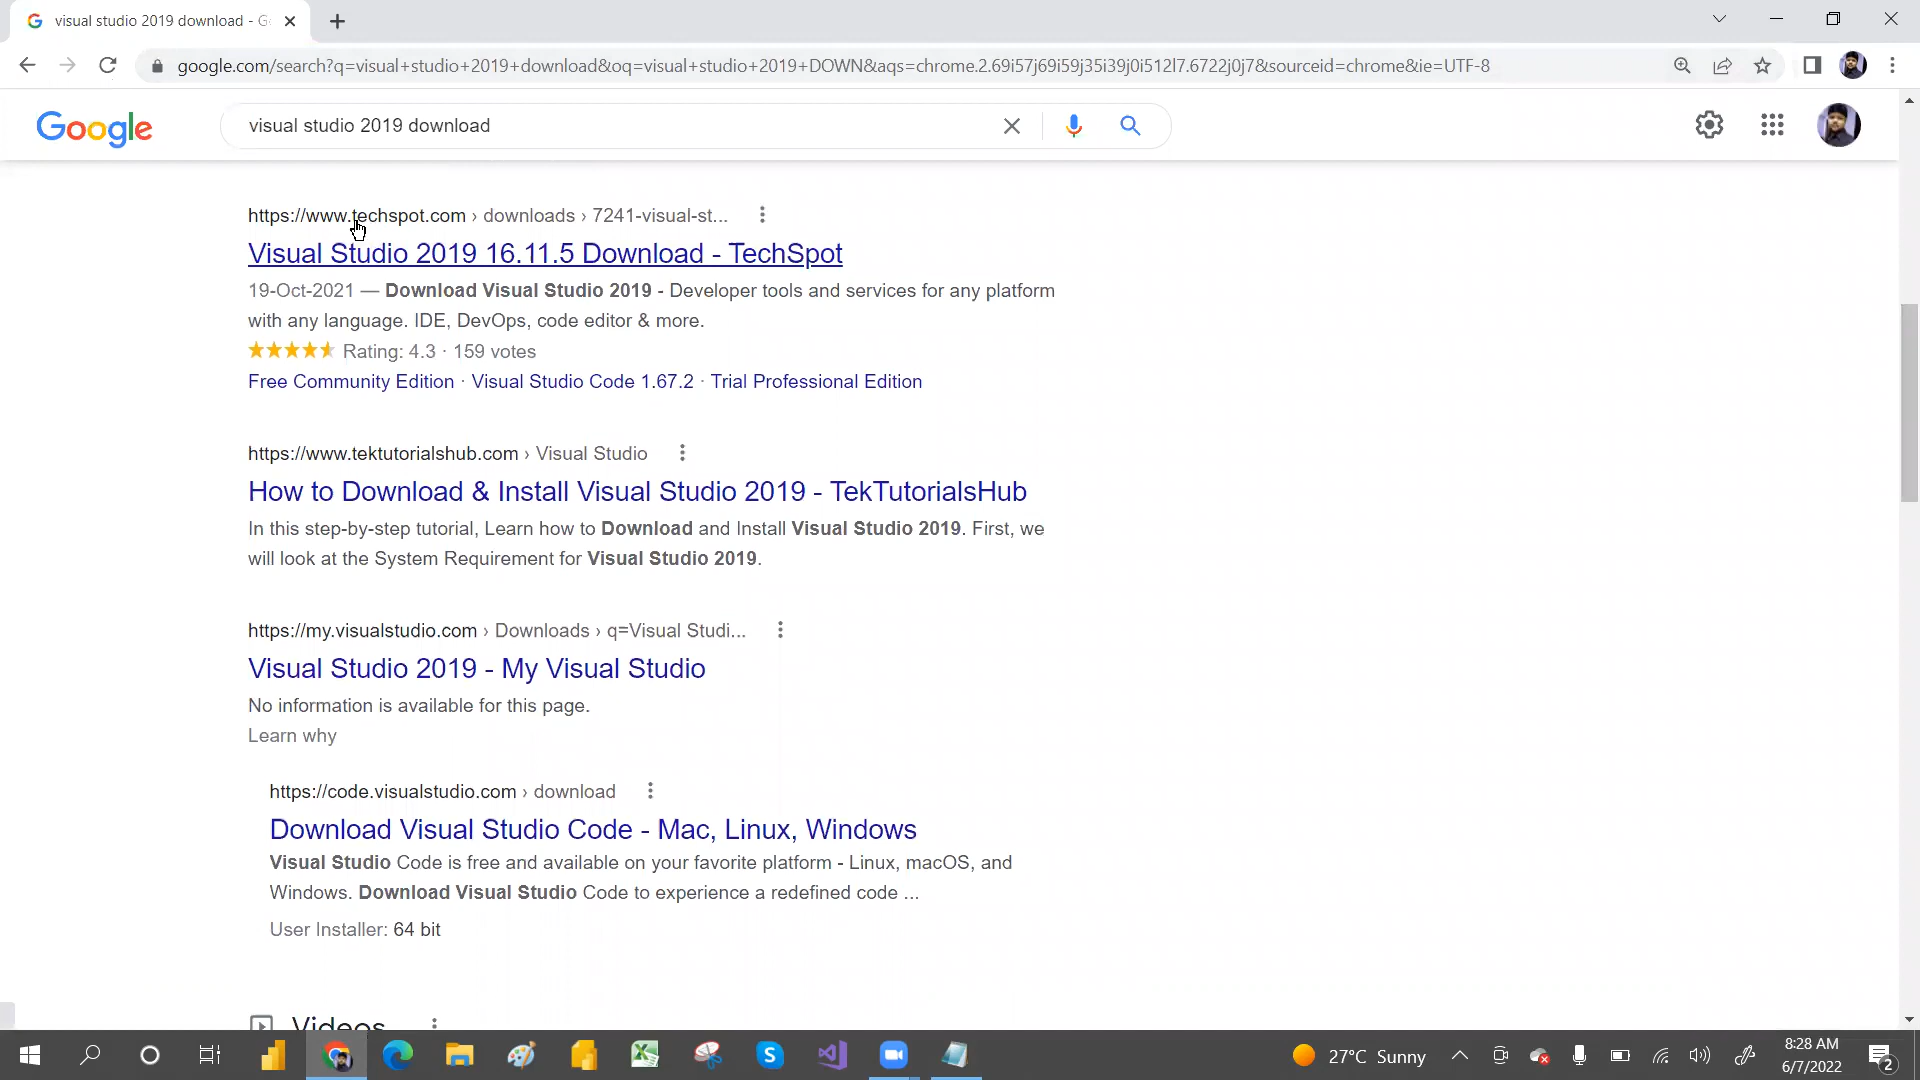 visual studio 2019 download - G
google.com/search?q=visual+studio+2019+download&oq=visual+studio+2019+DOWN&aqs=chrome.2.69i57j69i59j35i39j0i512l7.6722j0j7&sourceid=chrome&ie=UTF-8
Google
visual studio 2019 download
https://www.techspot.com › downloads › 7241-visual-st...
Visual Studio 2019 16.11.5 Download - TechSpot
19-Oct-2021 — Download Visual Studio 2019 - Developer tools and services for any platform
with any language. IDE, DevOps, code editor & more.
Rating: 4.3 · 159 votes
Free Community Edition · Visual Studio Code 1.67.2 · Trial Professional Edition
https://www.tektutorialshub.com › Visual Studio
How to Download & Install Visual Studio 2019 - TekTutorialsHub
In this step-by-step tutorial, Learn how to Download and Install Visual Studio 2019. First, we
will look at the System Requirement for Visual Studio 2019.
https://my.visualstudio.com › Downloads › q=Visual Studi...
Visual Studio 2019 - My Visual Studio
No information is available for this page.
Learn why
https://code.visualstudio.com › download
Download Visual Studio Code - Mac, Linux, Windows
Visual Studio Code is free and available on your favorite platform - Linux, macOS, and
Windows. Download Visual Studio Code to experience a redefined code ...
User Installer: 64 bit
Videos
27°C Sunny
8:28 AM
6/7/2022
2